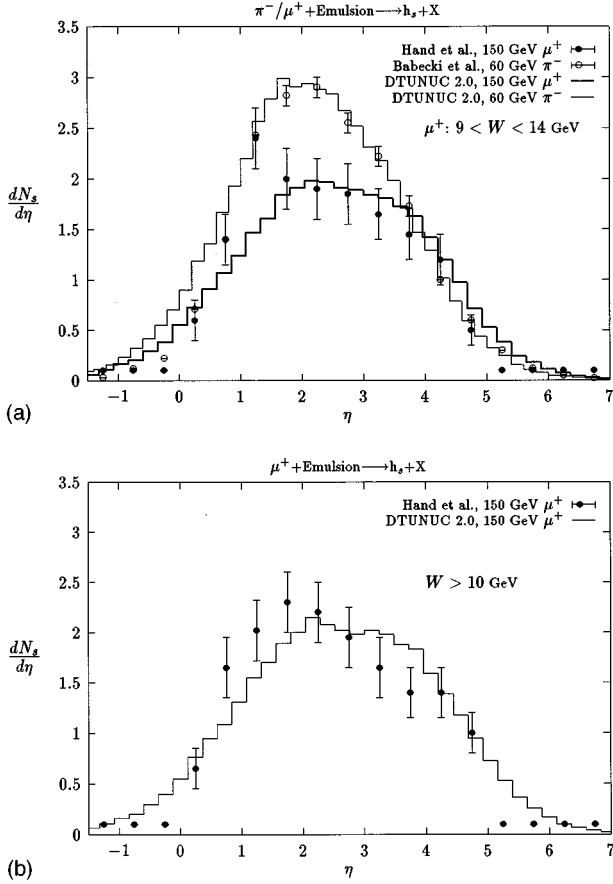 π⁻/μ⁺+Emulsion⟶hₛ+X
3.5
Hand et al., 150 GeV μ⁺
Babecki et al., 60 GeV π⁻
DTUNUC 2.0, 150 GeV μ⁺
DTUNUC 2.0, 60 GeV π⁻
μ⁺: 9 < W < 14 GeV
3
2.5
2
dNₛ
dη
1.5
1
0.5
0
−1 0 1 2 3 4 5 6 7
(a)
η
μ⁺+Emulsion⟶hₛ+X
3.5
Hand et al., 150 GeV μ⁺
DTUNUC 2.0, 150 GeV μ⁺
3
W > 10 GeV
2.5
2
dNₛ
dη
1.5
1
0.5
0
−1 0 1 2 3 4 5 6 7
(b)
η